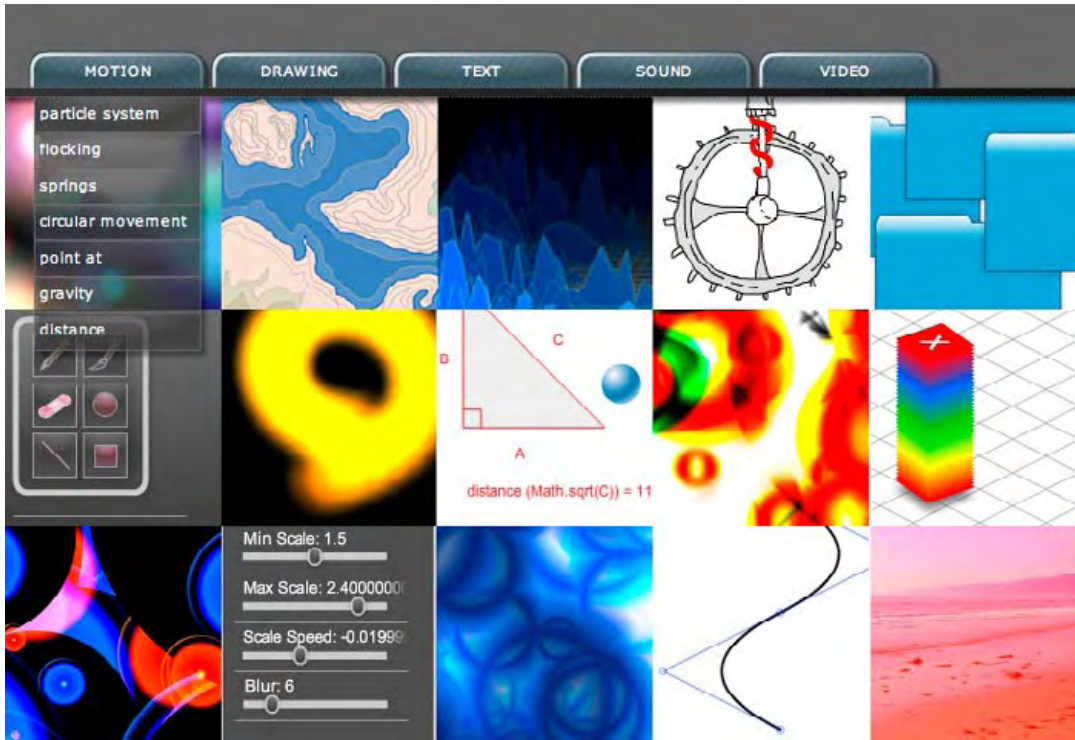 MOTION DRAWING TEXT SOUND VIDEO
particle system
flocking
springs
circular movement
point at
gravity
distance
B
C
A
distance (Math.sqrt(C)) = 11
Min Scale: 1.5
Max Scale: 2.40000000
Scale Speed: -0.01999
Blur: 6